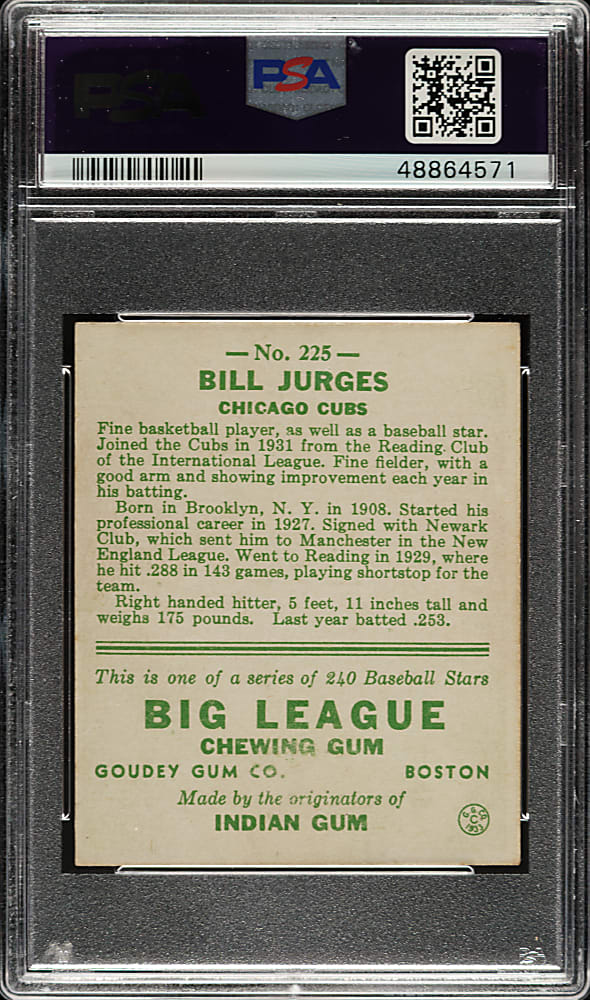 PSA
48864571
— No. 225 —
BILL JURGES
CHICAGO CUBS
Fine basketball player, as well as a baseball star.
Joined the Cubs in 1931 from the Reading Club
of the International League. Fine fielder, with a
good arm and showing improvement each year in
his batting.
Born in Brooklyn, N. Y. in 1908. Started his
professional career in 1927. Signed with Newark
Club, which sent him to Manchester in the New
England League. Went to Reading in 1929, where
he hit .288 in 143 games, playing shortstop for the
team.
Right handed hitter, 5 feet, 11 inches tall and
weighs 175 pounds. Last year batted .253.
This is one of a series of 240 Baseball Stars
BIG LEAGUE
CHEWING GUM
GOUDEY GUM CO. BOSTON
Made by the originators of
INDIAN GUM
G. G. CO.
C
1933